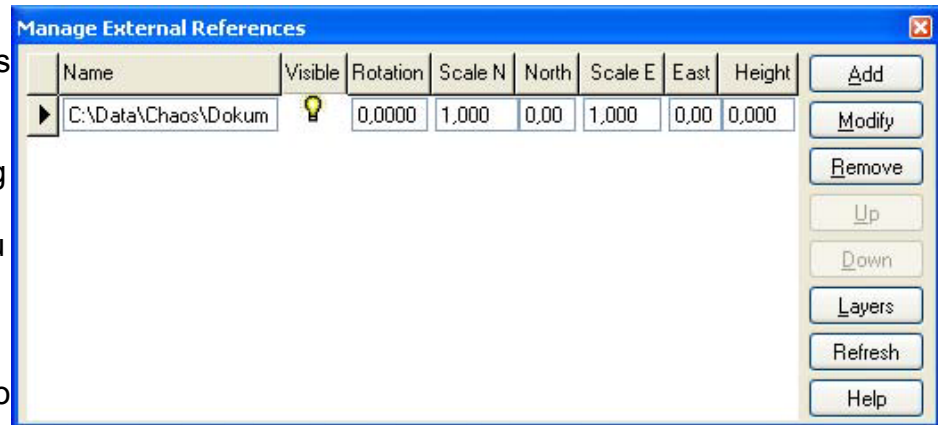 Manage External References
Name Visible Rotation Scale N North Scale E East Height
C:\Data\Chaos\Dokum 0,0000 1,000 0,00 1,000 0,00 0,000
Add
Modify
Remove
Up
Down
Layers
Refresh
Help
s
g
o